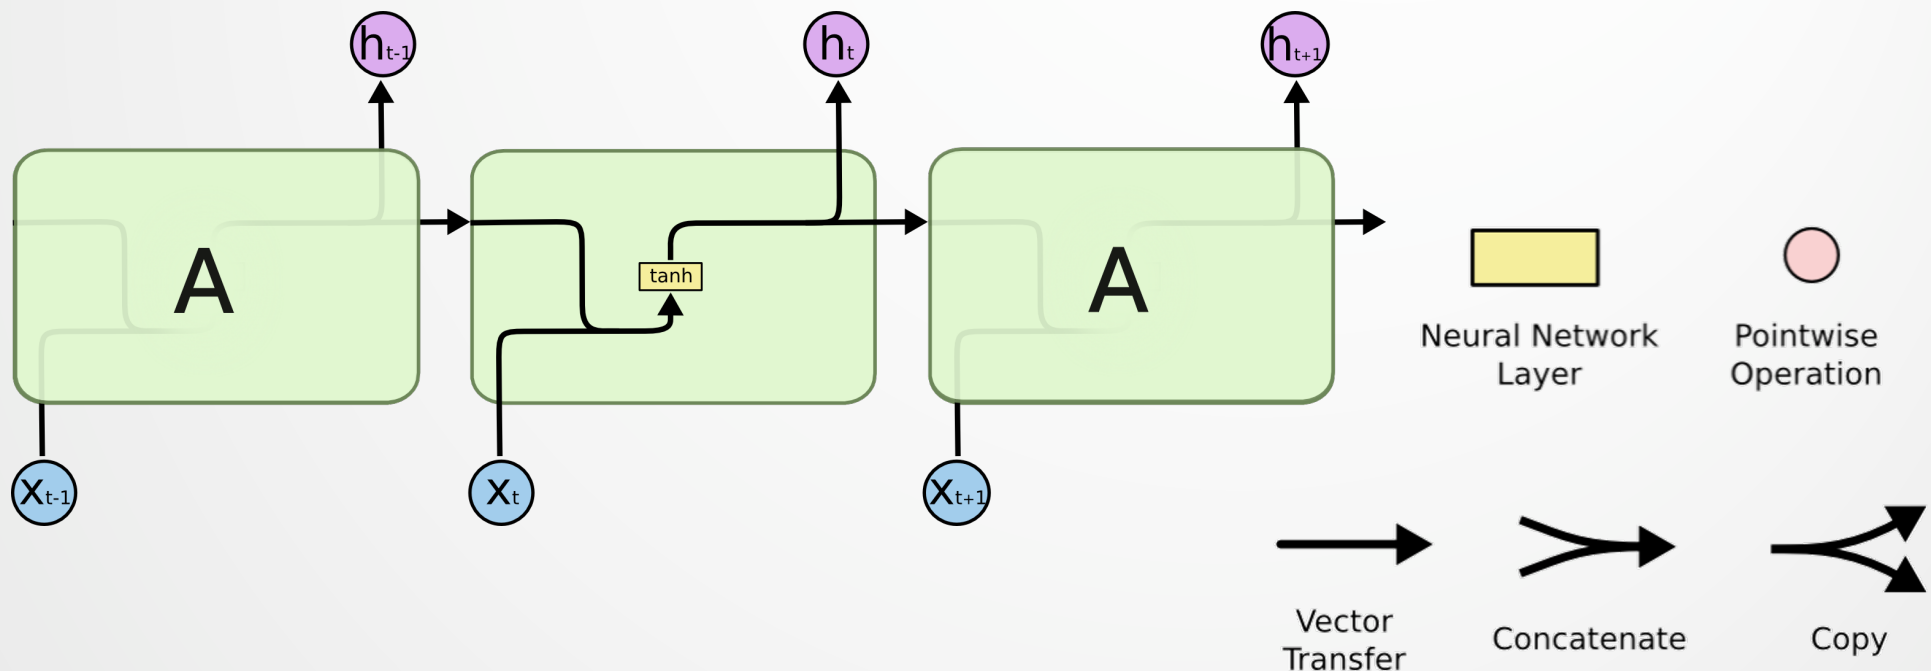 ht-1
ht
ht+1
A
tanh
A
xt-1
xt
xt+1
Neural Network
Layer
Pointwise
Operation
Vector
Transfer
Concatenate
Copy